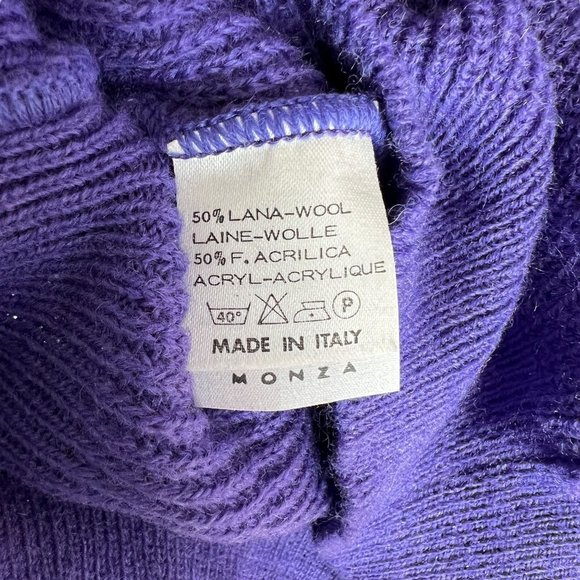 50% LANA-WOOL
LAINE-WOLLE
50% F. ACRILICA
ACRYL-ACRYLIQUE
40° P
MADE IN ITALY
MONZA